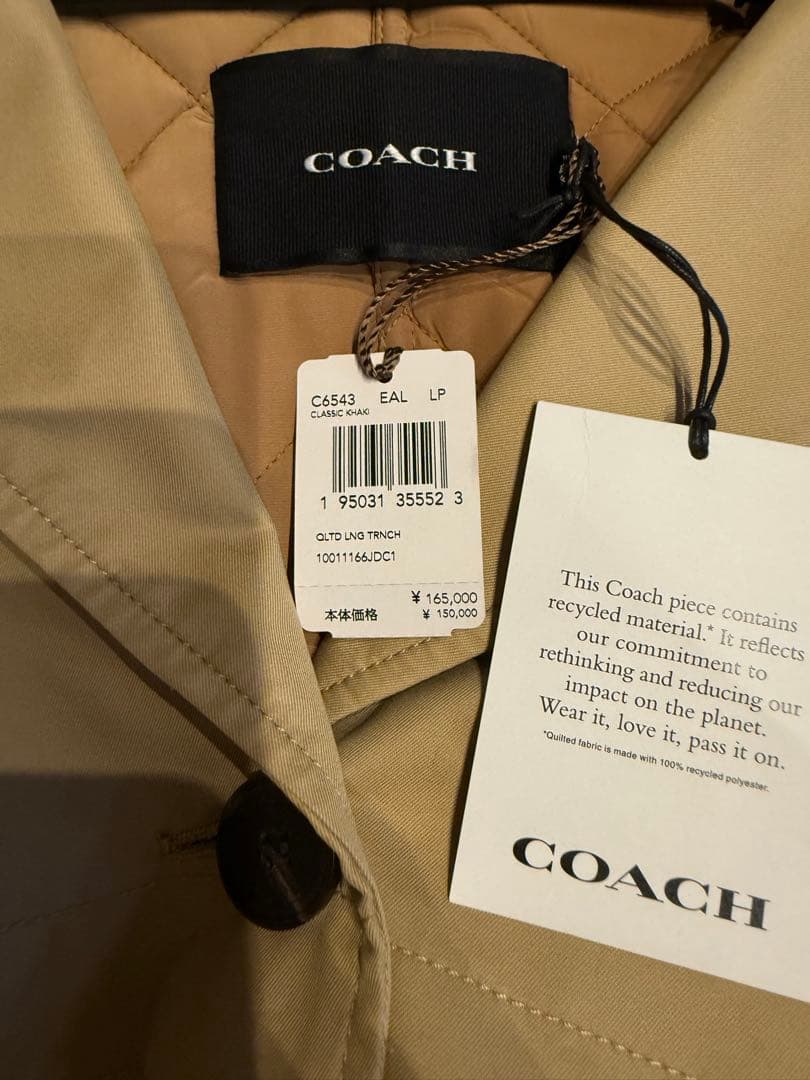 COACH
C6543 EAL LP
CLASSIC KHAKI
1 95031 35552 3
QLTD LNG TRNCH
10011166JDC1
¥ 165,000
本体価格 ¥ 150,000
This Coach piece contains
recycled material.* It reflects
our commitment to
rethinking and reducing our
impact on the planet.
Wear it, love it, pass it on.
*Quilted fabric is made with 100% recycled polyester.
COACH